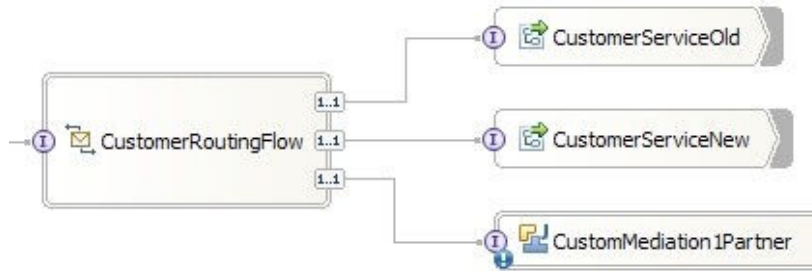 CustomerServiceOld
1..1
CustomerRoutingFlow
1..1
CustomerServiceNew
1..1
CustomMediation1Partner